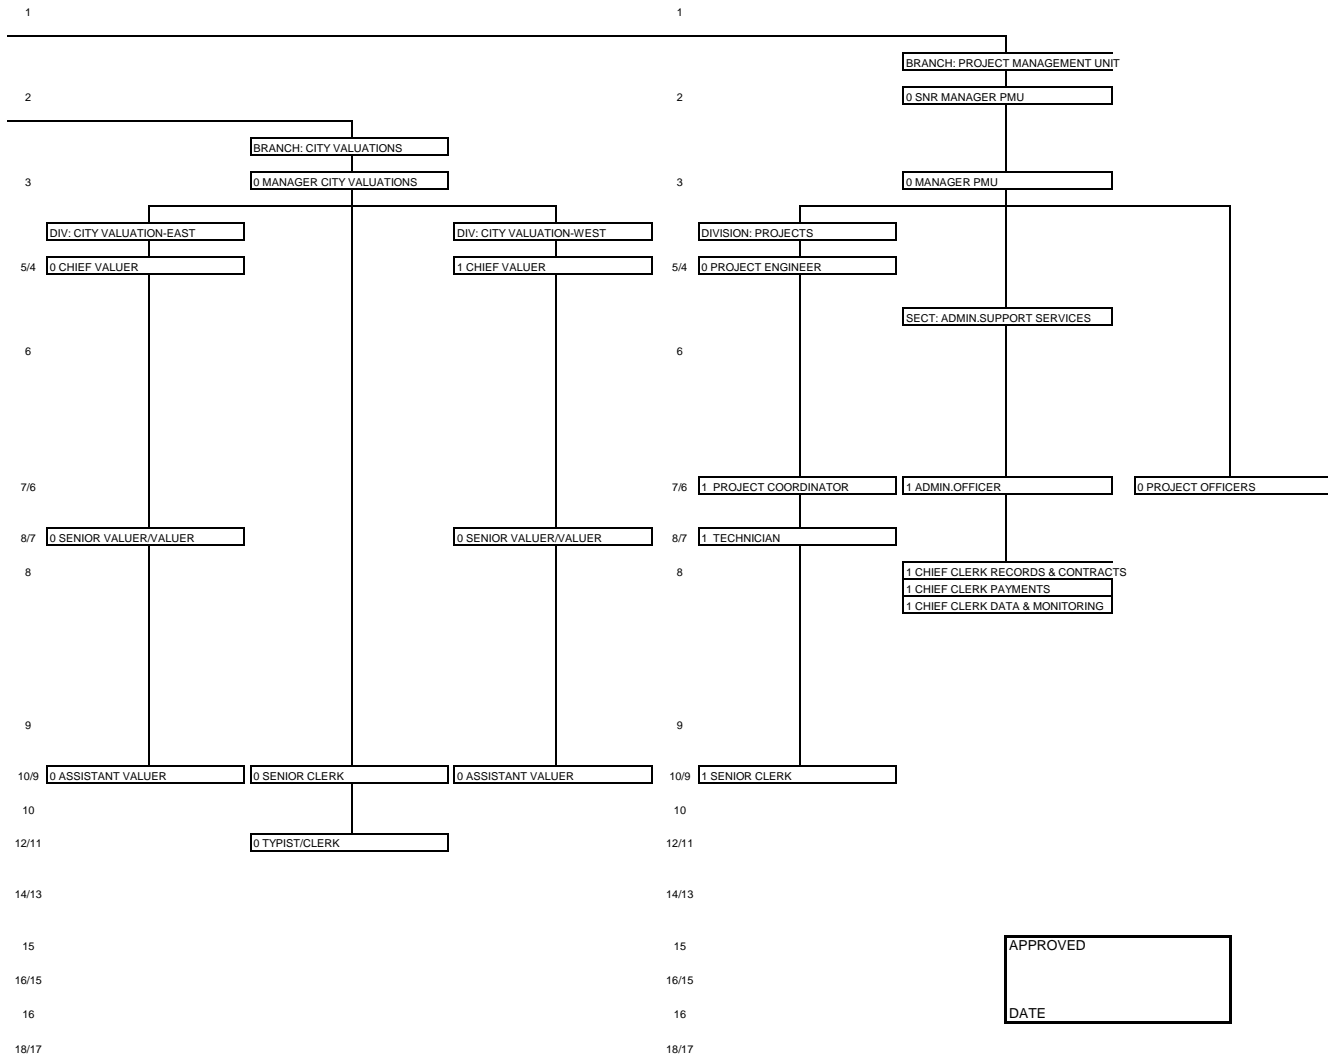 1 1
BRANCH: PROJECT MANAGEMENT UNIT
2 2 0 SNR MANAGER PMU
BRANCH: CITY VALUATIONS
3 0 MANAGER CITY VALUATIONS 3 0 MANAGER PMU
DIV: CITY VALUATION-EAST DIV: CITY VALUATION-WEST DIVISION: PROJECTS
5/4 0 CHIEF VALUER 1 CHIEF VALUER 5/4 0 PROJECT ENGINEER
SECT: ADMIN.SUPPORT SERVICES
6 6
7/6 7/6 1 PROJECT COORDINATOR 1 ADMIN.OFFICER 0 PROJECT OFFICERS
8/7 0 SENIOR VALUER/VALUER 0 SENIOR VALUER/VALUER 8/7 1 TECHNICIAN
8 8 1 CHIEF CLERK RECORDS & CONTRACTS
1 CHIEF CLERK PAYMENTS
1 CHIEF CLERK DATA & MONITORING
9 9
10/9 0 ASSISTANT VALUER 0 SENIOR CLERK 0 ASSISTANT VALUER 10/9 1 SENIOR CLERK
10 10
12/11 0 TYPIST/CLERK 12/11
14/13 14/13
15 15 APPROVED
16/15 16/15
16 16 DATE
18/17 18/17